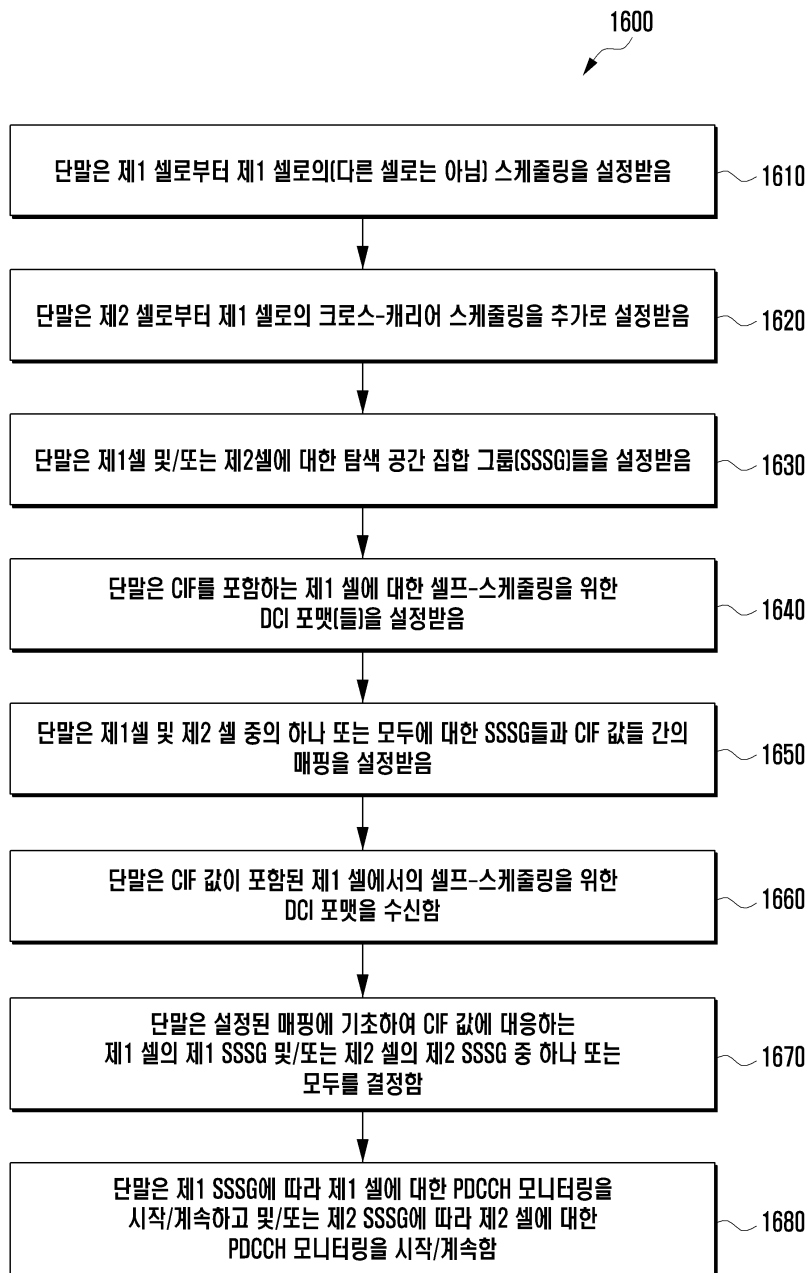 1600
단말은 제1 셀로부터 제1 셀로의(다른 셀로는 아님) 스케줄링을 설정받음
1610
단말은 제2 셀로부터 제1 셀로의 크로스-캐리어 스케줄링을 추가로 설정받음
1620
단말은 제1셀 및/또는 제2셀에 대한 탐색 공간 집합 그룹(SSSG)들을 설정받음
1630
단말은 CIF를 포함하는 제1 셀에 대한 셀프-스케줄링을 위한
DCI 포맷(들)을 설정받음
1640
단말은 제1셀 및 제2 셀 중의 하나 또는 모두에 대한 SSSG들과 CIF 값들 간의
매핑을 설정받음
1650
단말은 CIF 값이 포함된 제1 셀에서의 셀프-스케줄링을 위한
DCI 포맷을 수신함
1660
단말은 설정된 매핑에 기초하여 CIF 값에 대응하는
제1 셀의 제1 SSSG 및/또는 제2 셀의 제2 SSSG 중 하나 또는
모두를 결정함
1670
단말은 제1 SSSG에 따라 제1 셀에 대한 PDCCH 모니터링을
시작/계속하고 및/또는 제2 SSSG에 따라 제2 셀에 대한
PDCCH 모니터링을 시작/계속함
1680